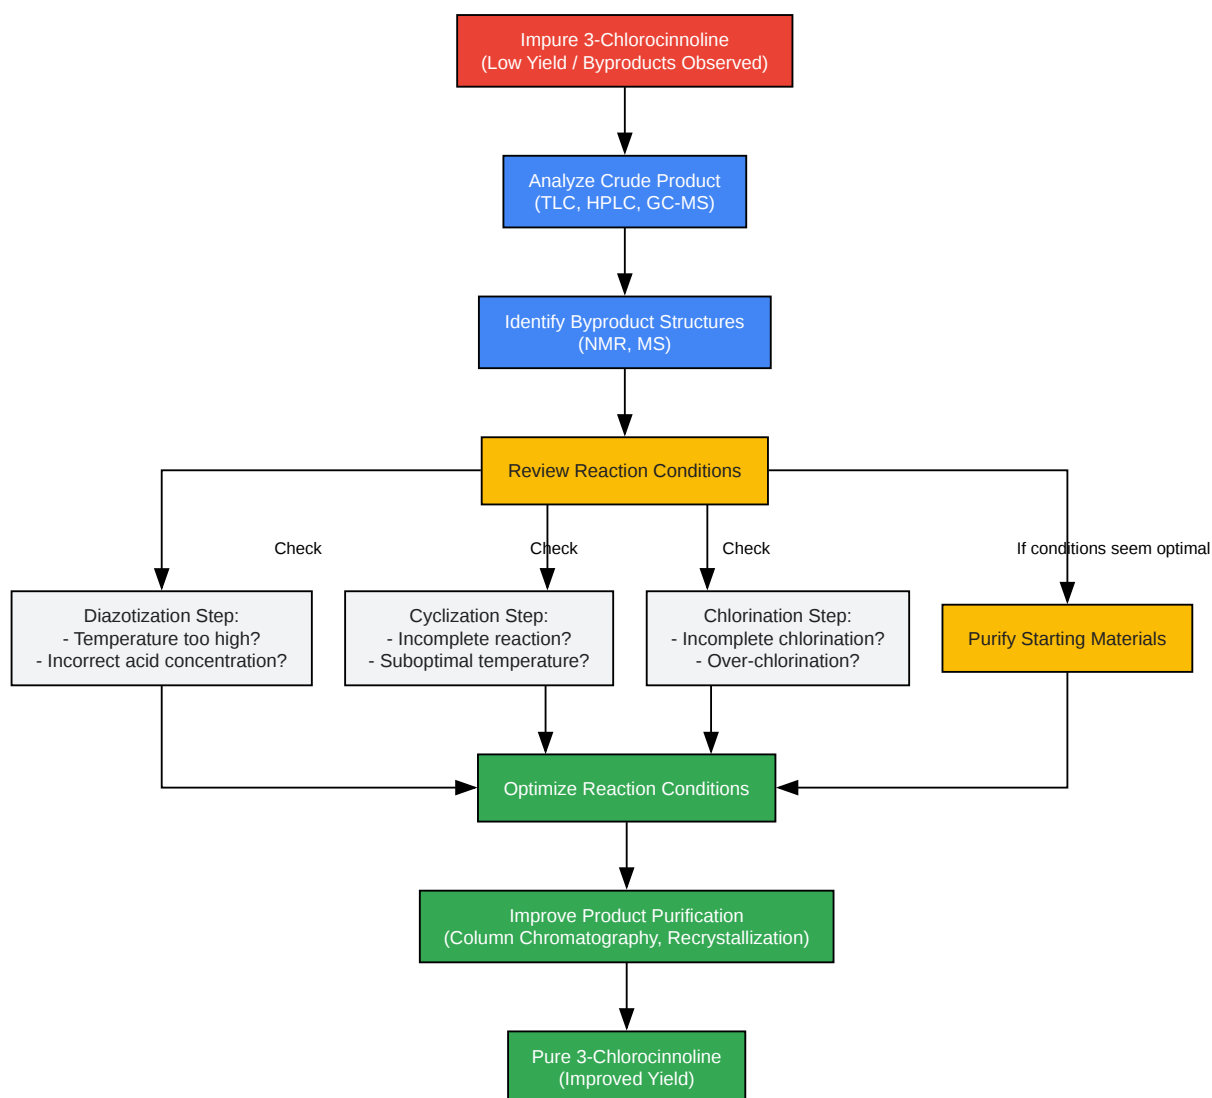 Impure 3-Chlorocinnoline
(Low Yield / Byproducts Observed)
Analyze Crude Product
(TLC, HPLC, GC-MS)
Identify Byproduct Structures
(NMR, MS)
Review Reaction Conditions
Check
Check
Check
If conditions seem optimal
Diazotization Step:
- Temperature too high?
- Incorrect acid concentration?
Cyclization Step:
- Incomplete reaction?
- Suboptimal temperature?
Chlorination Step:
- Incomplete chlorination?
- Over-chlorination?
Purify Starting Materials
Optimize Reaction Conditions
Improve Product Purification
(Column Chromatography, Recrystallization)
Pure 3-Chlorocinnoline
(Improved Yield)